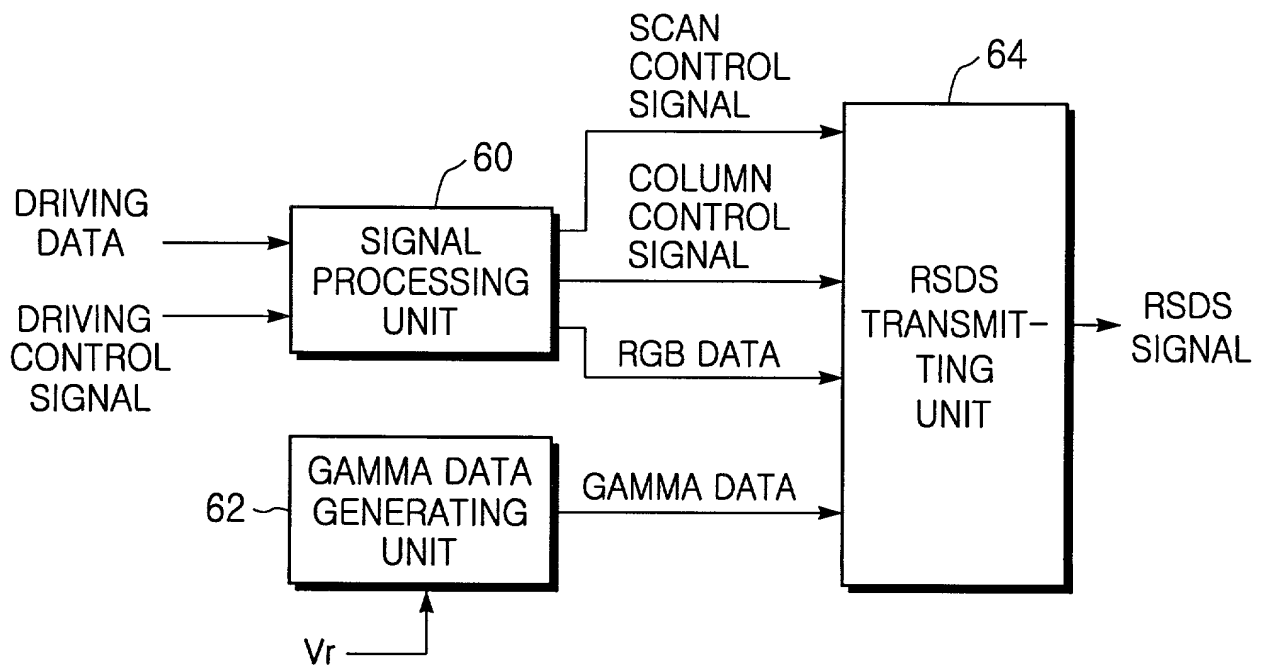 SCAN
CONTROL
SIGNAL
64
60
COLUMN
CONTROL
SIGNAL
DRIVING
DATA
SIGNAL
PROCESSING
UNIT
RSDS
TRANSMIT-
TING
UNIT
RSDS
SIGNAL
DRIVING
CONTROL
SIGNAL
RGB DATA
GAMMA DATA
GENERATING
UNIT
62
GAMMA DATA
Vr